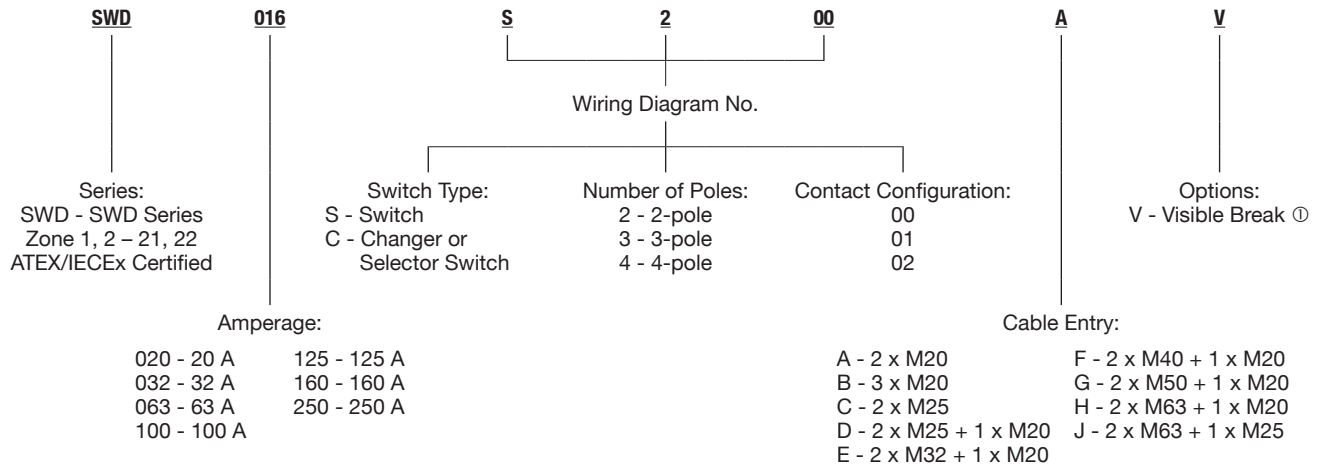 SWD 016 S 2 00 A V
Wiring Diagram No.
Series:
SWD - SWD Series
Zone 1, 2 – 21, 22
ATEX/IECEx Certified
Switch Type:
S - Switch
C - Changer or
Selector Switch
Number of Poles:
2 - 2-pole
3 - 3-pole
4 - 4-pole
Contact Configuration:
00
01
02
Options:
V - Visible Break ①
Amperage:
020 - 20 A
032 - 32 A
063 - 63 A
100 - 100 A
125 - 125 A
160 - 160 A
250 - 250 A
Cable Entry:
A - 2 x M20
B - 3 x M20
C - 2 x M25
D - 2 x M25 + 1 x M20
E - 2 x M32 + 1 x M20
F - 2 x M40 + 1 x M20
G - 2 x M50 + 1 x M20
H - 2 x M63 + 1 x M20
J - 2 x M63 + 1 x M25